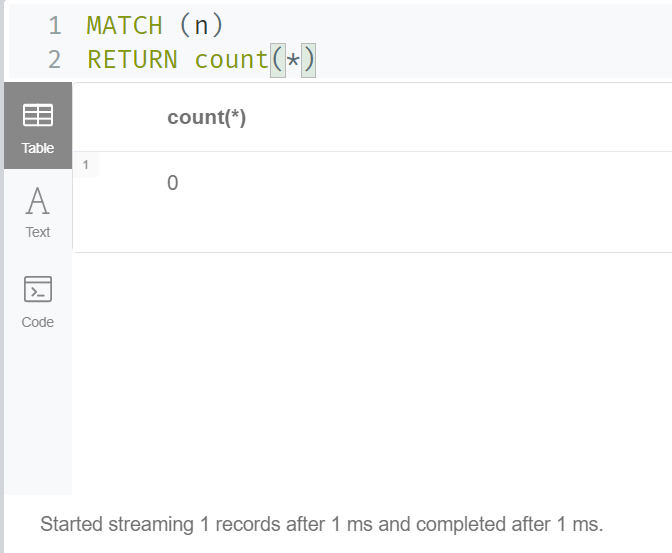 1 MATCH (n)
2 RETURN count(*)
Table
count(*)
1
0
Text
Code
Started streaming 1 records after 1 ms and completed after 1 ms.